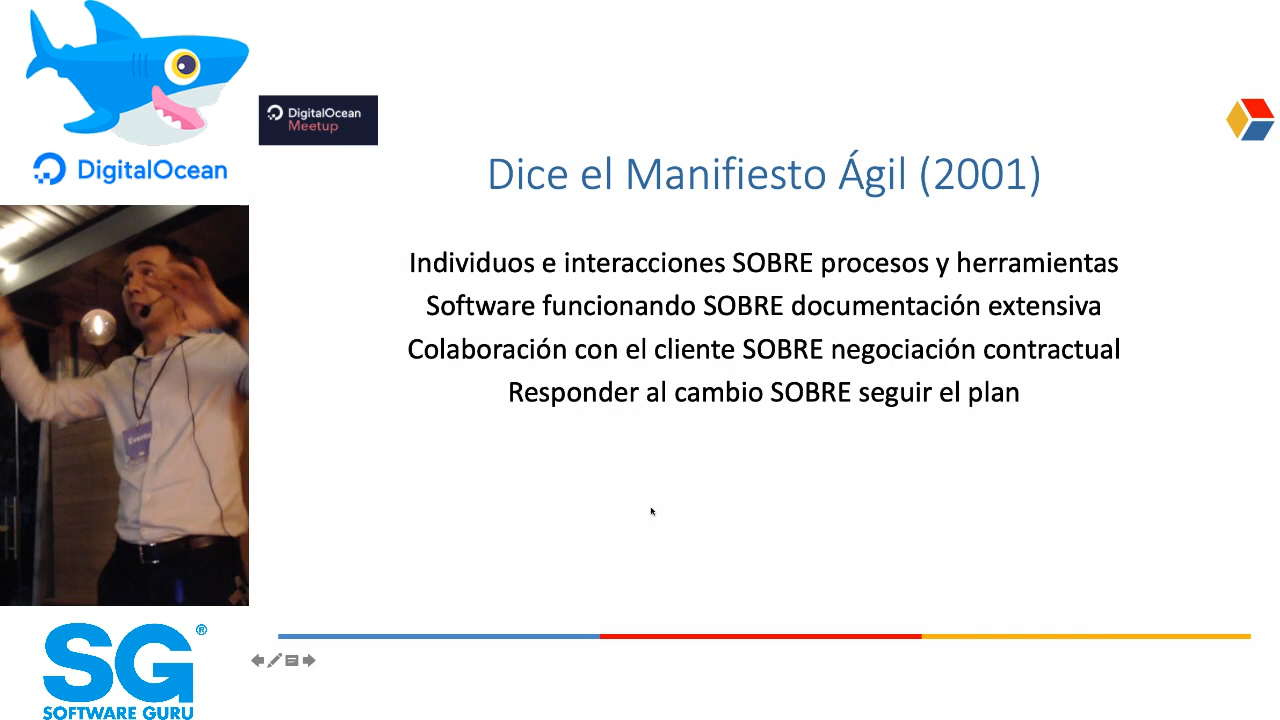 DigitalOcean
DigitalOcean
Meetup
Dice el Manifiesto Ágil (2001)
Individuos e interacciones SOBRE procesos y herramientas
Software funcionando SOBRE documentación extensiva
Colaboración con el cliente SOBRE negociación contractual
Responder al cambio SOBRE seguir el plan
Evento
SG®
SOFTWARE GURU